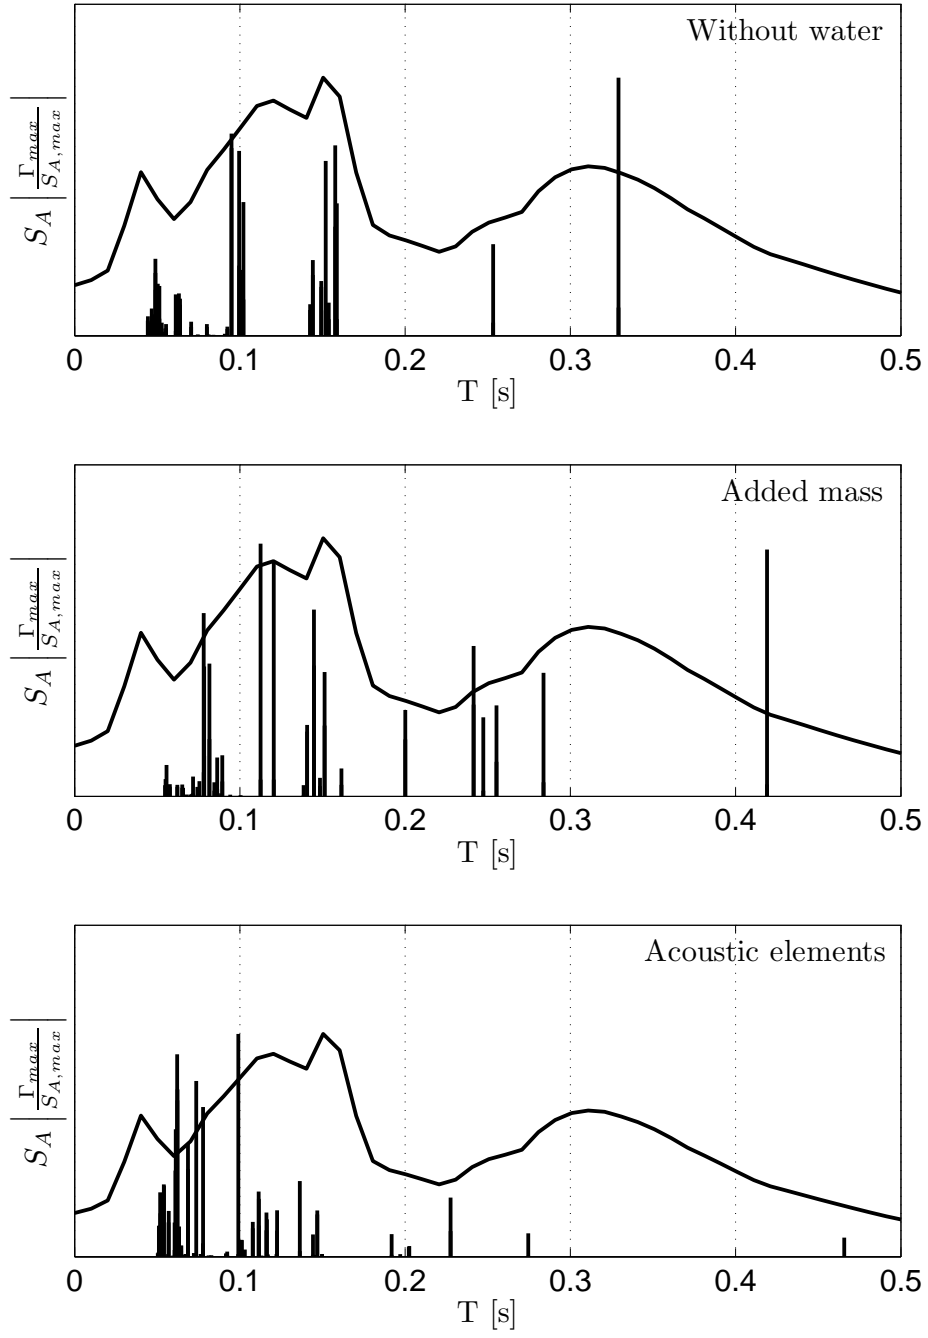 Without water
S_A | Γ_max / S_A,max |
0 0.1 0.2 0.3 0.4 0.5
T [s]
Added mass
S_A | Γ_max / S_A,max |
0 0.1 0.2 0.3 0.4 0.5
T [s]
Acoustic elements
S_A | Γ_max / S_A,max |
0 0.1 0.2 0.3 0.4 0.5
T [s]